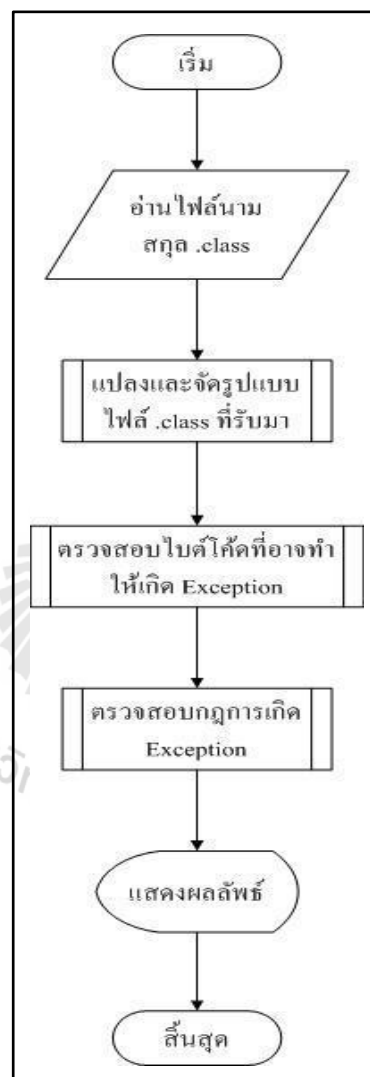 เริ่ม
อ่านไฟล์นาม
สกุล .class
แปลงและจัดรูปแบบ
ไฟล์ .class ที่รับมา
ตรวจสอบไบต์โค้ดที่อาจทำ
ให้เกิด Exception
ตรวจสอบกฎการเกิด
Exception
แสดงผลลัพธ์
สิ้นสุด